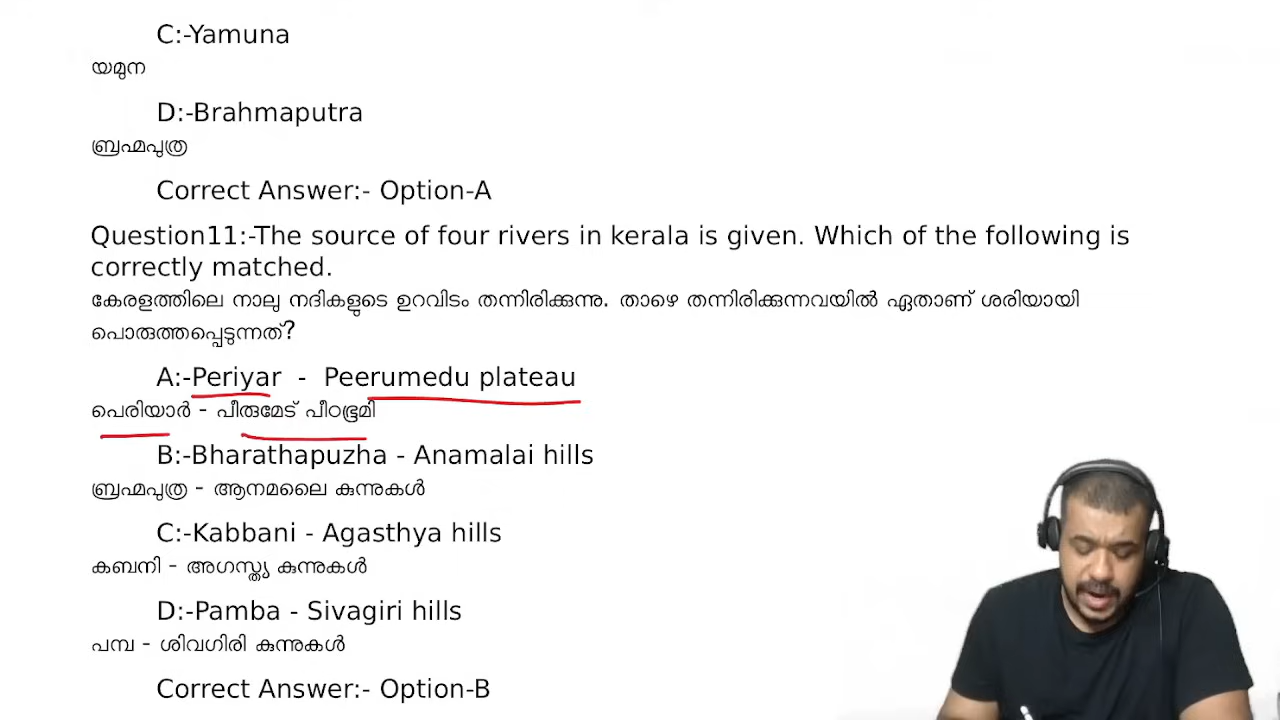 C:-Yamuna
യമുന
D:-Brahmaputra
ബ്രഹ്മപുത്ര
Correct Answer:- Option-A
Question11:-The source of four rivers in kerala is given. Which of the following is
correctly matched.
കേരളത്തിലെ നാലു നദികളുടെ ഉറവിടം തന്നിരിക്കുന്നു. താഴെ തന്നിരിക്കുന്നവയിൽ ഏതാണ് ശരിയായി
പൊരുത്തപ്പെടുന്നത്?
A:-Periyar - Peerumedu plateau
പെരിയാർ - പീരുമേട് പീഠഭൂമി
B:-Bharathapuzha - Anamalai hills
ബ്രഹ്മപുത്ര - ആനമലൈ കുന്നുകൾ
C:-Kabbani - Agasthya hills
കബനി - അഗസ്ത്യ കുന്നുകൾ
D:-Pamba - Sivagiri hills
പമ്പ - ശിവഗിരി കുന്നുകൾ
Correct Answer:- Option-B